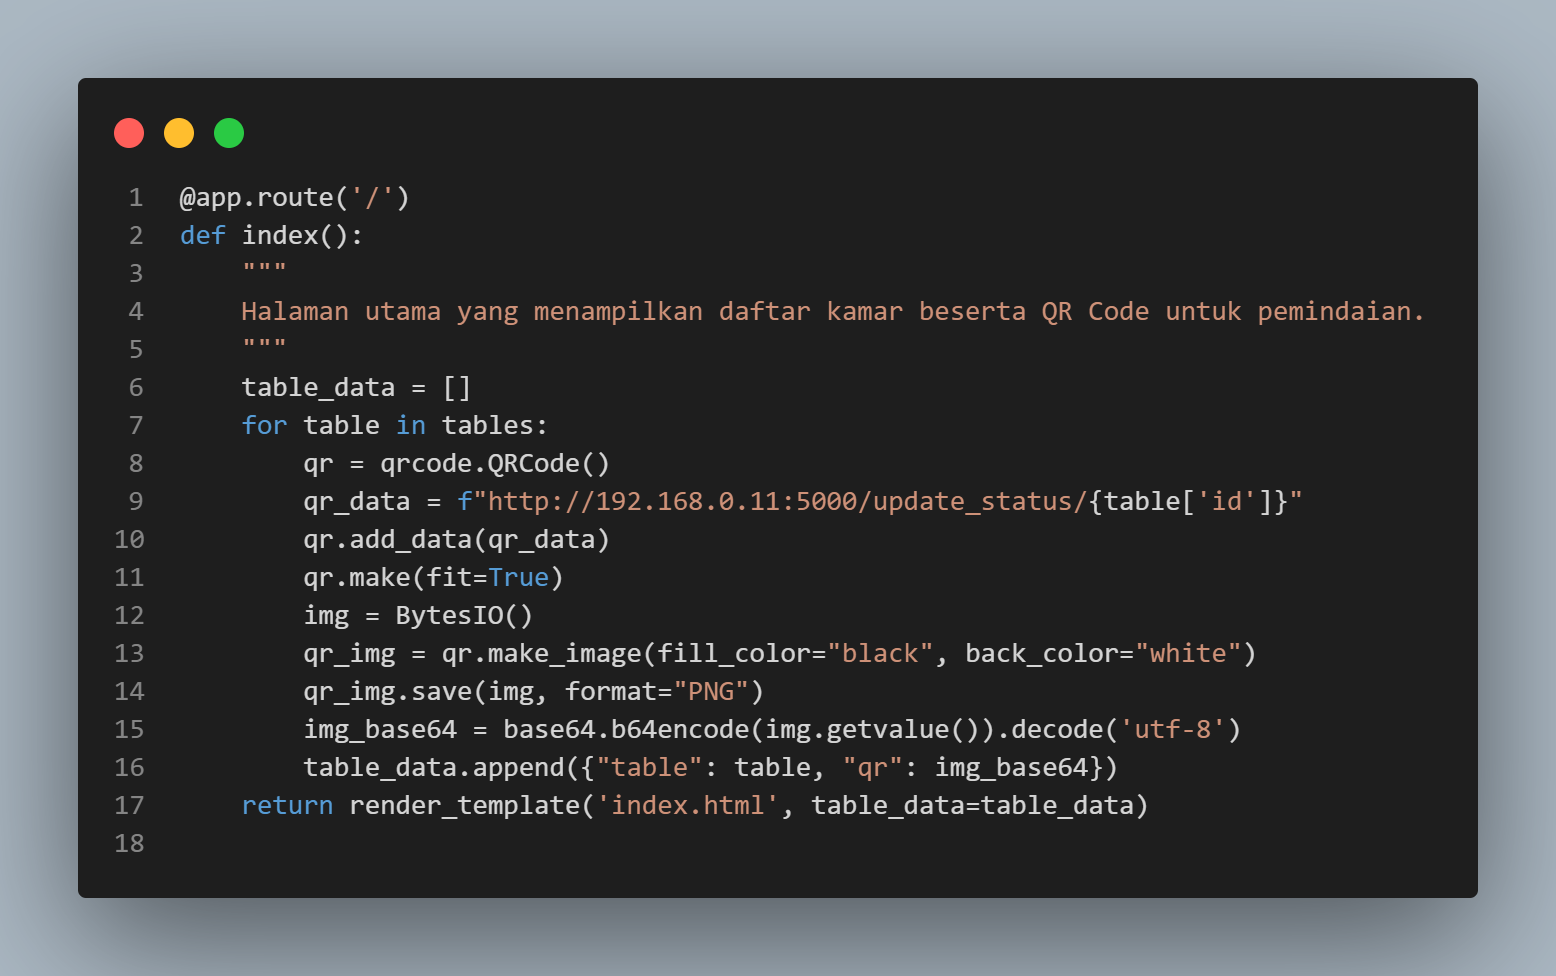 1 @app.route('/')
2 def index():
3     """
4     Halaman utama yang menampilkan daftar kamar beserta QR Code untuk pemindaian.
5     """
6     table_data = []
7     for table in tables:
8         qr = qrcode.QRCode()
9         qr_data = f"http://192.168.0.11:5000/update_status/{table['id']}"
10         qr.add_data(qr_data)
11         qr.make(fit=True)
12         img = BytesIO()
13         qr_img = qr.make_image(fill_color="black", back_color="white")
14         qr_img.save(img, format="PNG")
15         img_base64 = base64.b64encode(img.getvalue()).decode('utf-8')
16         table_data.append({"table": table, "qr": img_base64})
17     return render_template('index.html', table_data=table_data)
18